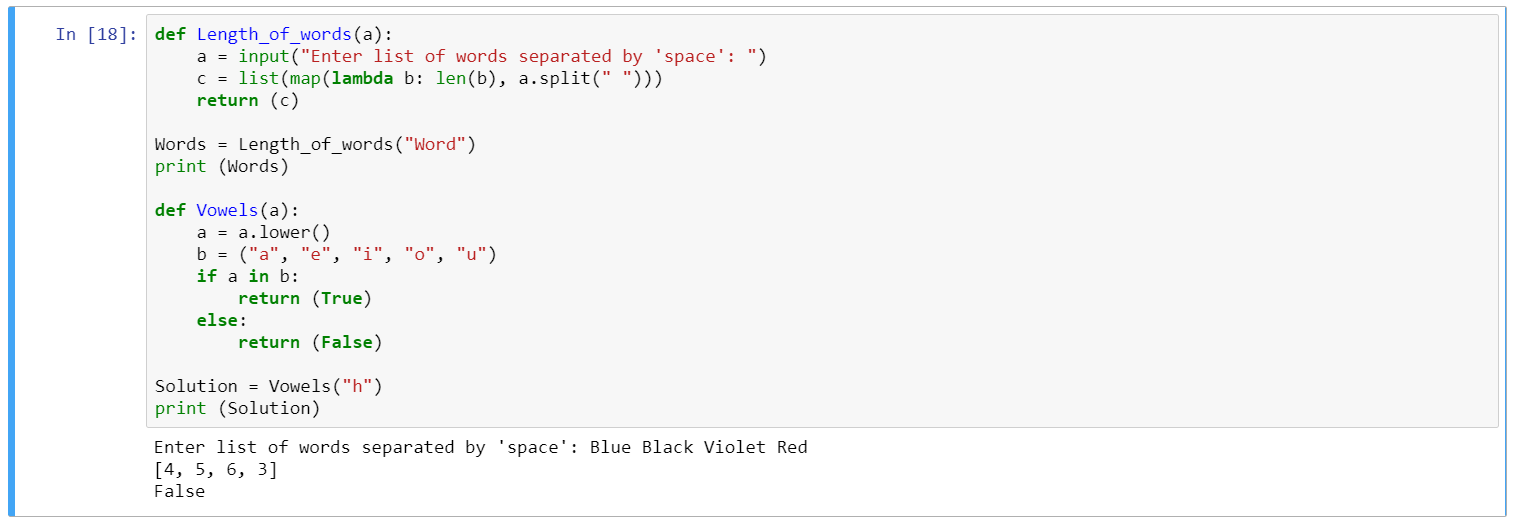 In [18]: def Length_of_words(a):
    a = input("Enter list of words separated by 'space': ")
    c = list(map(lambda b: len(b), a.split(" ")))
    return (c)

Words = Length_of_words("Word")
print (Words)

def Vowels(a):
    a = a.lower()
    b = ("a", "e", "i", "o", "u")
    if a in b:
        return (True)
    else:
        return (False)

Solution = Vowels("h")
print (Solution)
Enter list of words separated by 'space': Blue Black Violet Red
[4, 5, 6, 3]
False